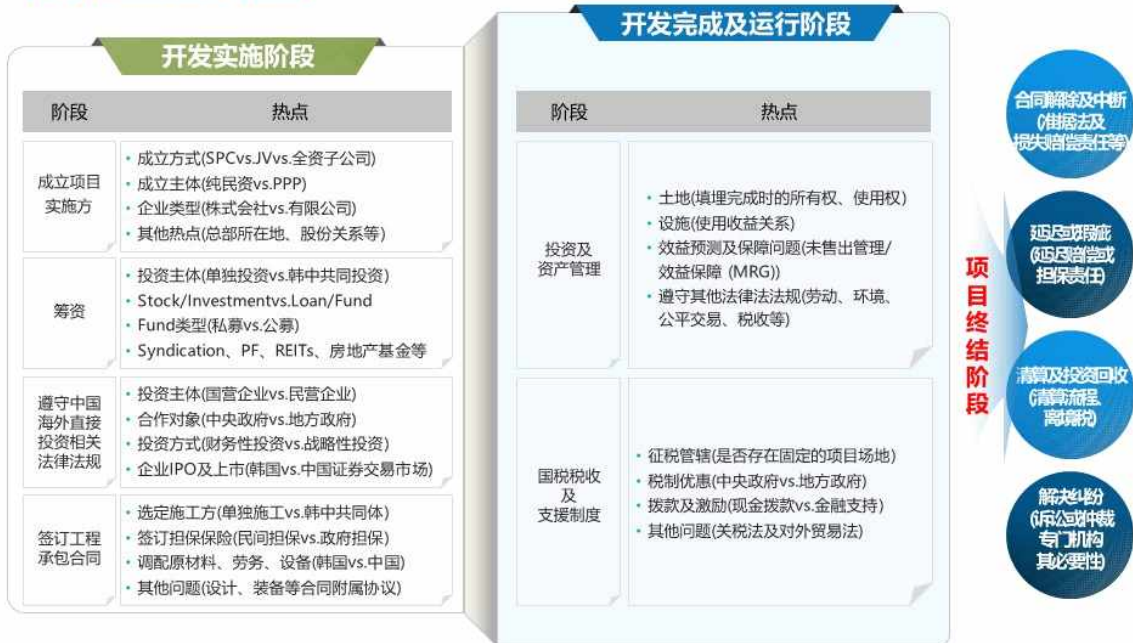 开发实施阶段
阶段 热点
成立项目
实施方
• 成立方式(SPCvs.JVvs.全资子公司)
• 成立主体(纯民资vs.PPP)
• 企业类型(株式会社vs.有限公司)
• 其他热点(总部所在地、股份关系等)
筹资
• 投资主体(单独投资vs.韩中共同投资)
• Stock/Investmentvs.Loan/Fund
• Fund类型(私募vs.公募)
• Syndication、PF、REITs、房地产基金等
遵守中国
海外直接
投资相关
法律法规
• 投资主体(国营企业vs.民营企业)
• 合作对象(中央政府vs.地方政府)
• 投资方式(财务性投资vs.战略性投资)
• 企业IPO及上市(韩国vs.中国证券交易市场)
签订工程
承包合同
• 选定施工方(单独施工vs.韩中共同体)
• 签订担保保险(民间担保vs.政府担保)
• 调配原材料、劳务、设备(韩国vs.中国)
• 其他问题(设计、装备等合同附属协议)
开发完成及运行阶段
阶段 热点
投资及
资产管理
• 土地(填埋完成时的所有权、使用权)
• 设施(使用收益关系)
• 效益预测及保障问题(未售出管理/
效益保障 (MRG))
• 遵守其他法律法法规(劳动、环境、
公平交易、税收等)
国税税收
及
支援制度
• 征税管辖(是否存在固定的项目场地)
• 税制优惠(中央政府vs.地方政府)
• 拨款及激励(现金拨款vs.金融支持)
• 其他问题(关税法及对外贸易法)
项目终结阶段
合同解除及中断
(准据法及
损失赔偿责任等)
延迟或瑕疵
(延迟赔偿或
担保责任)
清算及投资回收
(清算流程、
离境税)
解决纠纷
(诉讼或仲裁
专门机构
其必要性)